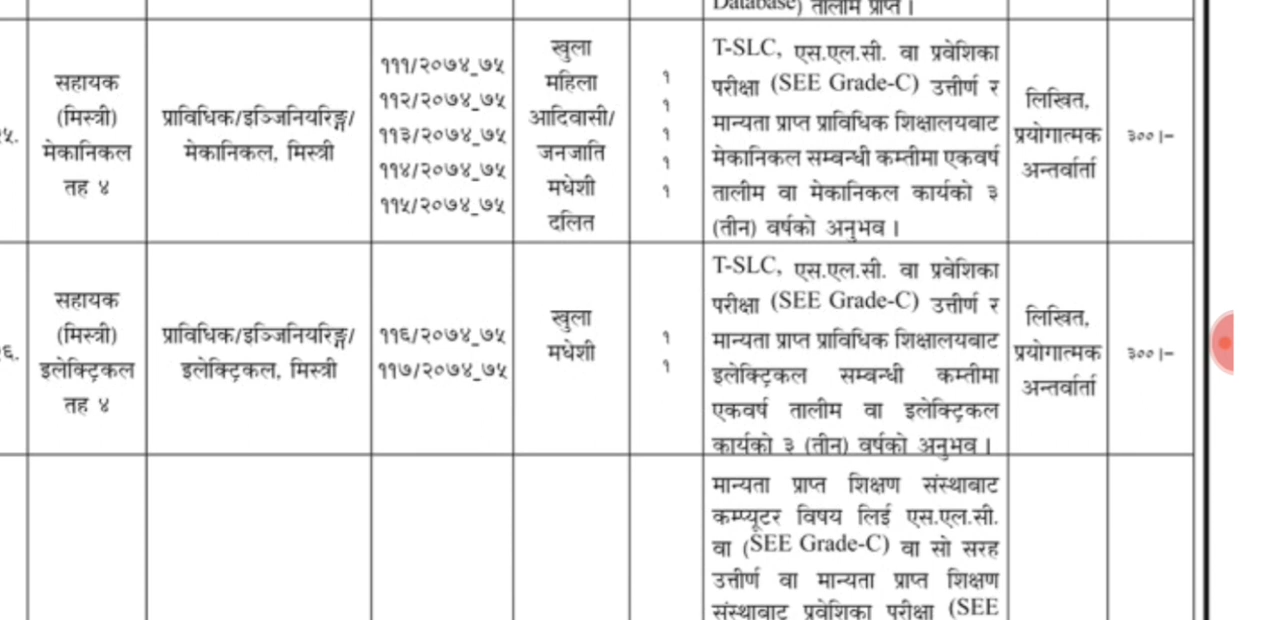 Database) तालीम प्राप्त।
५.
सहायक
(मिस्त्री)
मेकानिकल
तह ४
प्राविधिक/इञ्जिनियरिङ्ग/
मेकानिकल, मिस्त्री
१११/२०७४_७५
११२/२०७४_७५
११३/२०७४_७५
११४/२०७४_७५
११५/२०७४_७५
खुला
महिला
आदिवासी/
जनजाति
मधेशी
दलित
१
१
१
१
१
T-SLC, एस.एल.सी. वा प्रवेशिका
परीक्षा (SEE Grade-C) उत्तीर्ण र
मान्यता प्राप्त प्राविधिक शिक्षालयबाट
मेकानिकल सम्बन्धी कम्तीमा एकवर्ष
तालीम वा मेकानिकल कार्यको ३
(तीन) वर्षको अनुभव।
लिखित,
प्रयोगात्मक
अन्तर्वार्ता
३००।–
६.
सहायक
(मिस्त्री)
इलेक्ट्रिकल
तह ४
प्राविधिक/इञ्जिनियरिङ्ग/
इलेक्ट्रिकल, मिस्त्री
११६/२०७४_७५
११७/२०७४_७५
खुला
मधेशी
१
१
T-SLC, एस.एल.सी. वा प्रवेशिका
परीक्षा (SEE Grade-C) उत्तीर्ण र
मान्यता प्राप्त प्राविधिक शिक्षालयबाट
इलेक्ट्रिकल सम्बन्धी कम्तीमा
एकवर्ष तालीम वा इलेक्ट्रिकल
कार्यको ३ (तीन) वर्षको अनुभव।
लिखित,
प्रयोगात्मक
अन्तर्वार्ता
३००।–
मान्यता प्राप्त शिक्षण संस्थाबाट
कम्प्यूटर विषय लिई एस.एल.सी.
वा (SEE Grade-C) वा सो सरह
उत्तीर्ण वा मान्यता प्राप्त शिक्षण
संस्थाबाट प्रवेशिका परीक्षा (SEE